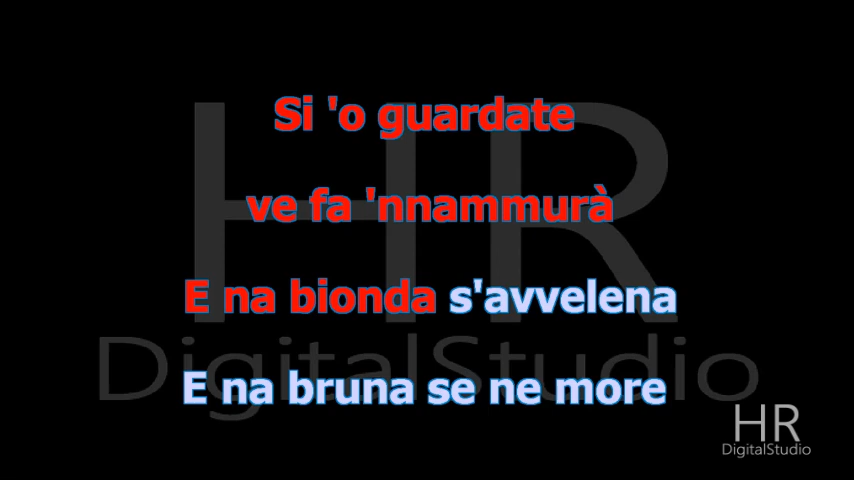 Si 'o guardate
ve fa 'nnammurà
E na bionda s'avvelena
E na bruna se ne more
HR
DigitalStudio
HR
DigitalStudio